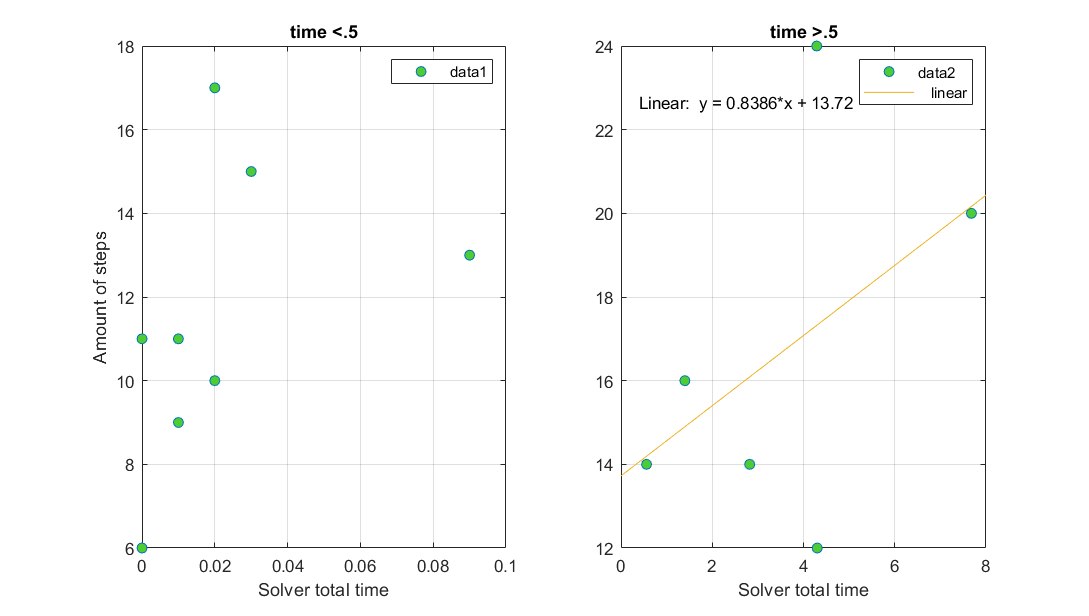 time <.5
18
16
14
12
10
8
6
0
0.02
0.04
0.06
0.08
0.1
Amount of steps
Solver total time
data1
time >.5
24
22
20
18
16
14
12
0
2
4
6
8
Solver total time
data2
linear
Linear: y = 0.8386*x + 13.72